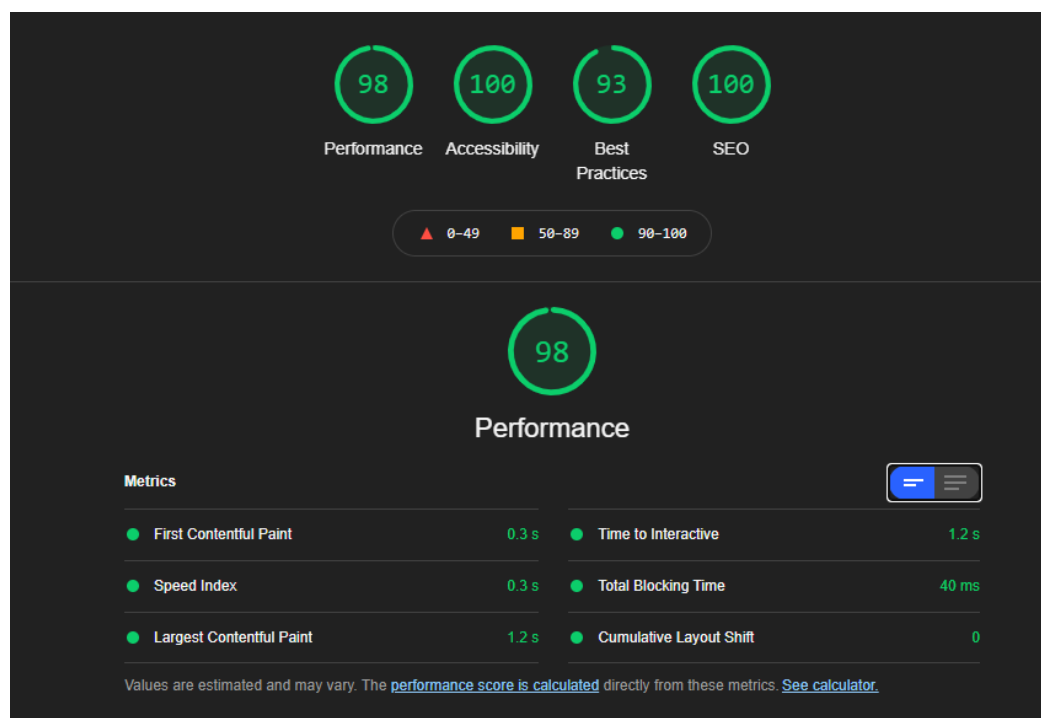 98 100 93 100
Performance Accessibility Best Practices SEO
0–49 50–89 90–100
98
Performance
Metrics
First Contentful Paint 0.3 s
Time to Interactive 1.2 s
Speed Index 0.3 s
Total Blocking Time 40 ms
Largest Contentful Paint 1.2 s
Cumulative Layout Shift 0
Values are estimated and may vary. The performance score is calculated directly from these metrics. See calculator.